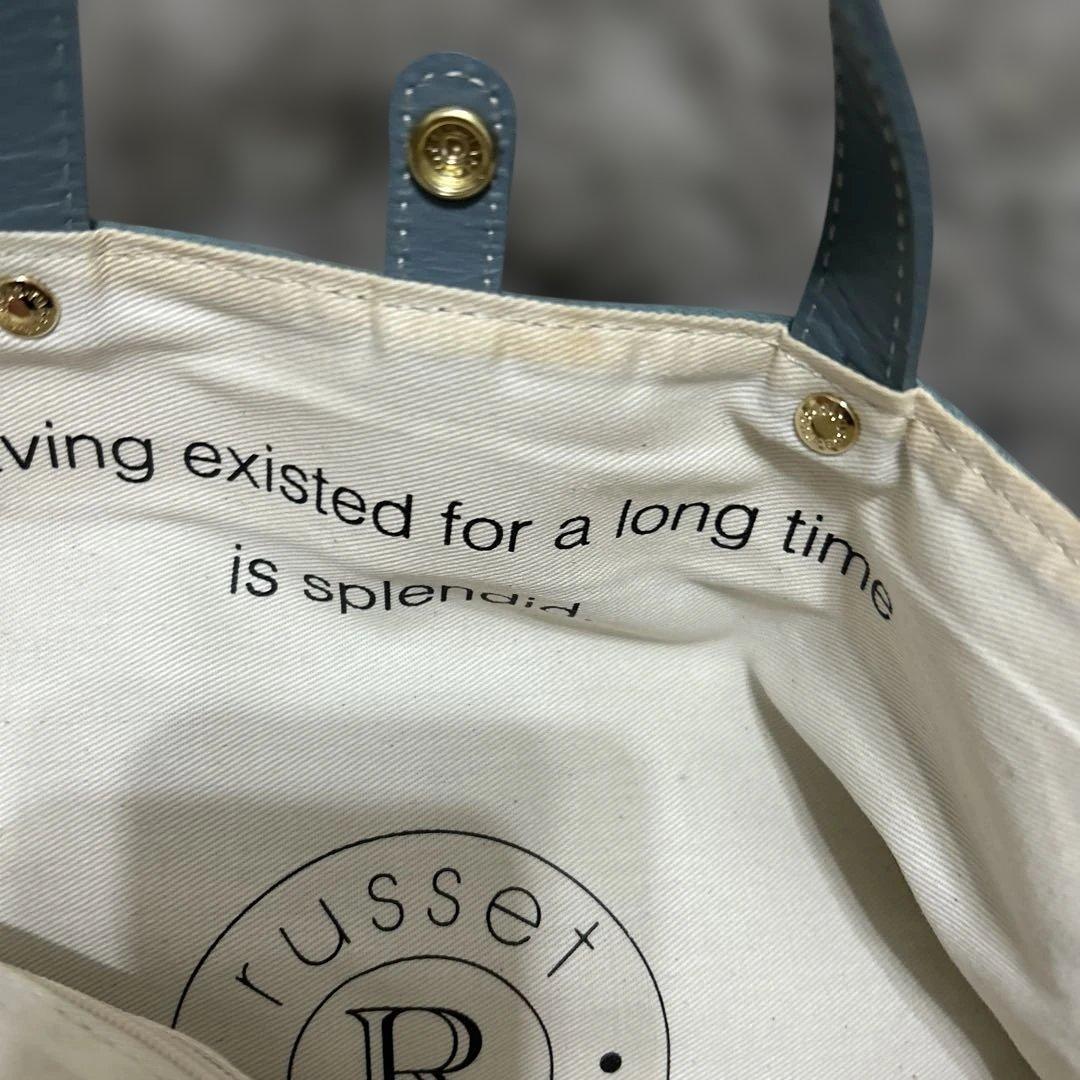 ving existed for a long time
is splendid.
russet
R